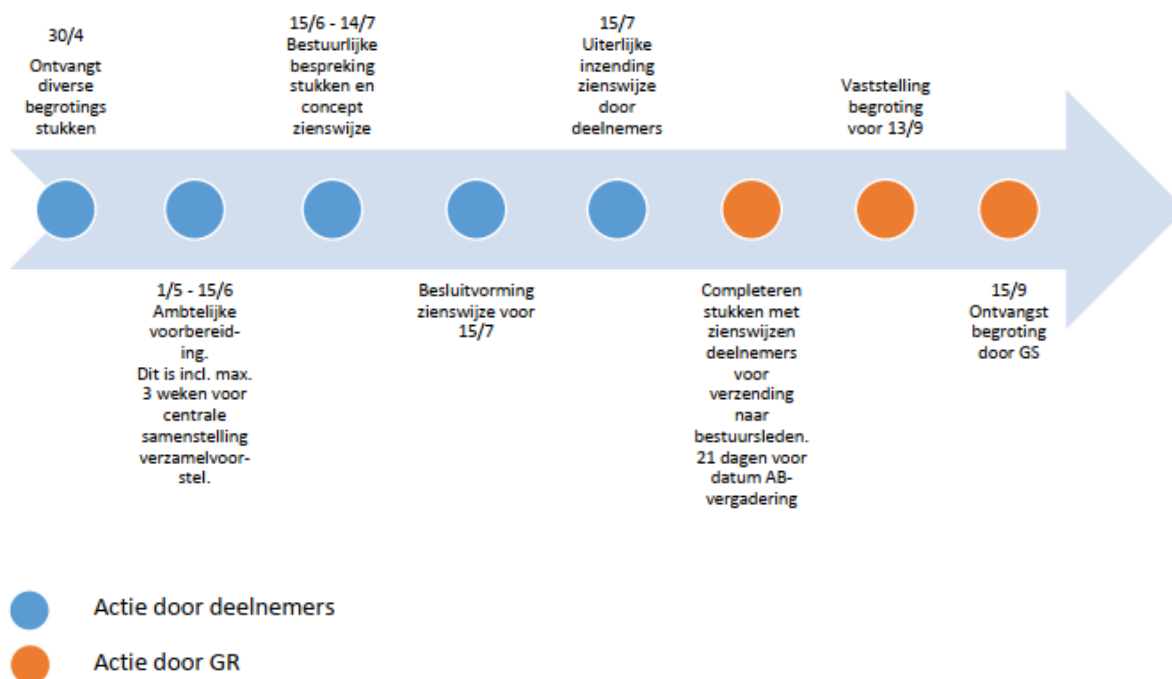 30/4
Ontvangt
diverse
begrotings
stukken
15/6 - 14/7
Bestuurlijke
bespreking
stukken en
concept
zienswijze
15/7
Uiterlijke
inzending
zienswijze
door
deelnemers
Vaststelling
begroting
voor 13/9
1/5 - 15/6
Ambtelijke
voorbereid-
ing.
Dit is incl. max.
3 weken voor
centrale
samenstelling
verzamelvoor-
stel.
Besluitvorming
zienswijze voor
15/7
Completeren
stukken met
zienswijzen
deelnemers
voor
verzending
naar
bestuursleden.
21 dagen voor
datum AB-
vergadering
15/9
Ontvangst
begroting
door GS
Actie door deelnemers
Actie door GR